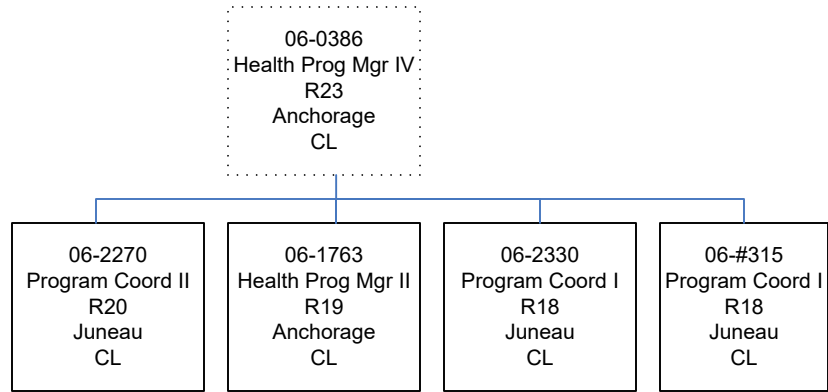 06-0386
Health Prog Mgr IV
R23
Anchorage
CL
06-2270
Program Coord II
R20
Juneau
CL
06-1763
Health Prog Mgr II
R19
Anchorage
CL
06-2330
Program Coord I
R18
Juneau
CL
06-#315
Program Coord I
R18
Juneau
CL